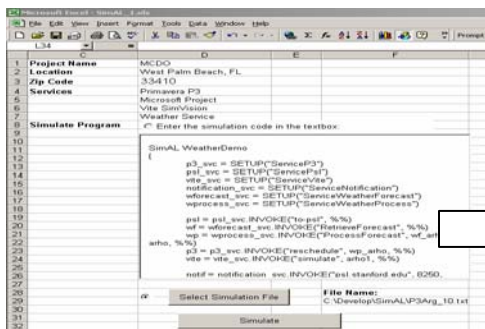 Microsoft Excel - SimAL_1.xls
File Edit View Insert Format Tools Data Window Help
Prompt
L34 =
C D E F
1 Project Name MCDO
2 Location West Palm Beach, FL
3 Zip Code 33410
4 Services Primavera P3
5 Microsoft Project
6 Vite SimVision
7 Weather Service
8 Simulate Program Enter the simulation code in the textbox:
9
10
11 SimAL WeatherDemo
12 {
13 p3_svc = SETUP("ServiceP3")
14 psl_svc = SETUP("ServicePsl")
15 vite_svc = SETUP("ServiceVite")
16 notification_svc = SETUP("ServiceNotification")
17 wforecast_svc = SETUP("ServiceWeatherForecast")
18 wprocess_svc = SETUP("ServiceWeatherProcess")
19
20 psl = psl_svc.INVOKE("to-psl", %%)
21 wf = wforecast_svc.INVOKE("RetrieveForecast", %%)
22 wp = wprocess_svc.INVOKE("ProcessForecast", wf_arh
23 arho, %%)
24 p3 = p3_svc.INVOKE("reschedule", wp_arho, %%)
25 vite = vite_svc.INVOKE("simulate", arho1, %%)
26 notif = notification_svc.INVOKE("psl.stanford.edu", 8250,
27
28 Select Simulation File File Name:
29 C:\Develop\SimAL\P3Arg_10.txt
30
31 Simulate
32